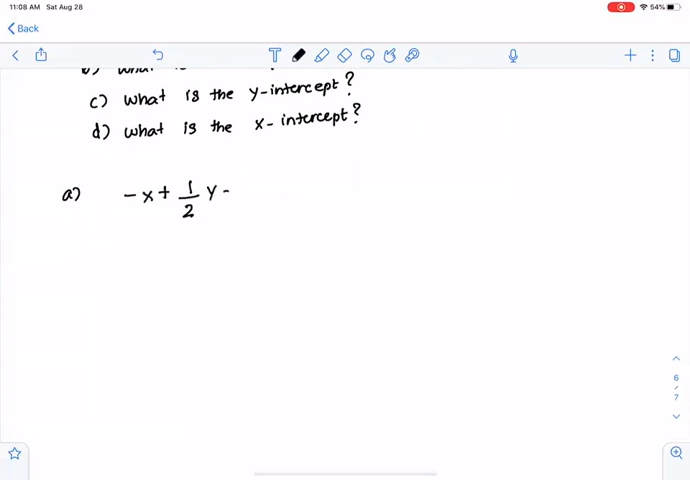 11:08 AM Sat Aug 28
54%
Back
c) what is the y-intercept?
d) what is the x-intercept?
a) -x + 1/2 y -
6
/
7